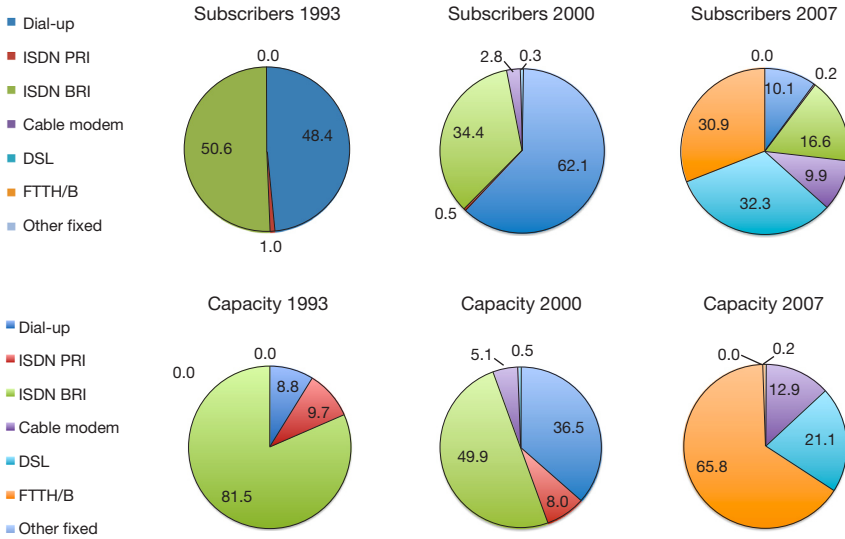 Subscribers 1993
Subscribers 2000
Subscribers 2007
Dial-up
ISDN PRI
ISDN BRI
Cable modem
DSL
FTTH/B
Other fixed
0.0
48.4
1.0
50.6
2.8
0.3
62.1
0.5
34.4
0.0
10.1
0.2
16.6
9.9
32.3
30.9
Capacity 1993
Capacity 2000
Capacity 2007
Dial-up
ISDN PRI
ISDN BRI
Cable modem
DSL
FTTH/B
Other fixed
0.0
0.0
8.8
9.7
81.5
5.1
0.5
36.5
8.0
49.9
0.0
0.2
12.9
21.1
65.8